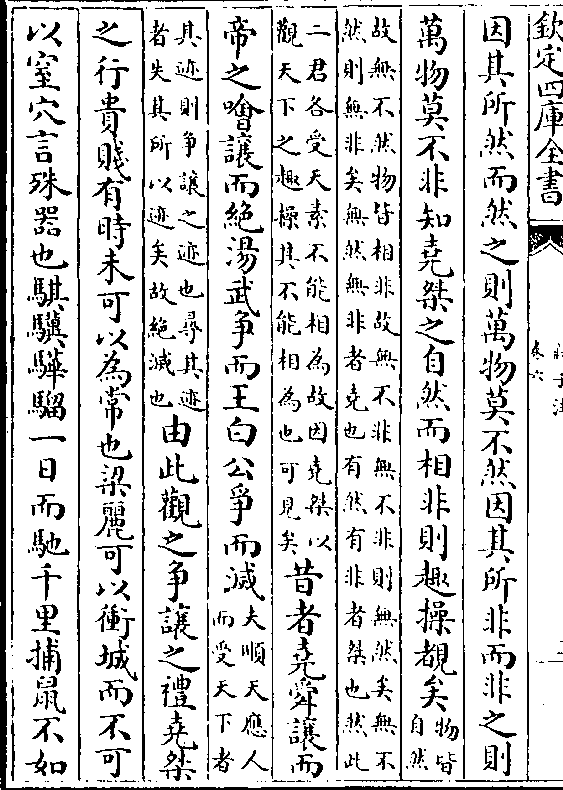 欽定四庫全書
莊子注
卷六
因其所然而然之則萬物莫不然因其所非而非之則
萬物莫不非知堯桀之自然而相非則趣操覩矣物皆
自然
故無不然物皆相非故無不非無不非則無然矣無不
然則無非矣無然無非者堯也有然有非者桀也然此
二君各受天素不能相為故因堯桀以
觀天下之趣操其不能相為也可見矣
昔者堯舜讓而
帝之噲讓而絶湯武争而王白公爭而滅
夫順天應人
而受天下者
其迹則争讓之迹也尋其迹
者失其所以迹矣故絶滅也
由此觀之争讓之禮堯桀
之行貴賤有時未可以為常也梁麗可以衝城而不可
以窒穴言殊器也騏驥驊騮一日而馳千里捕鼠不如